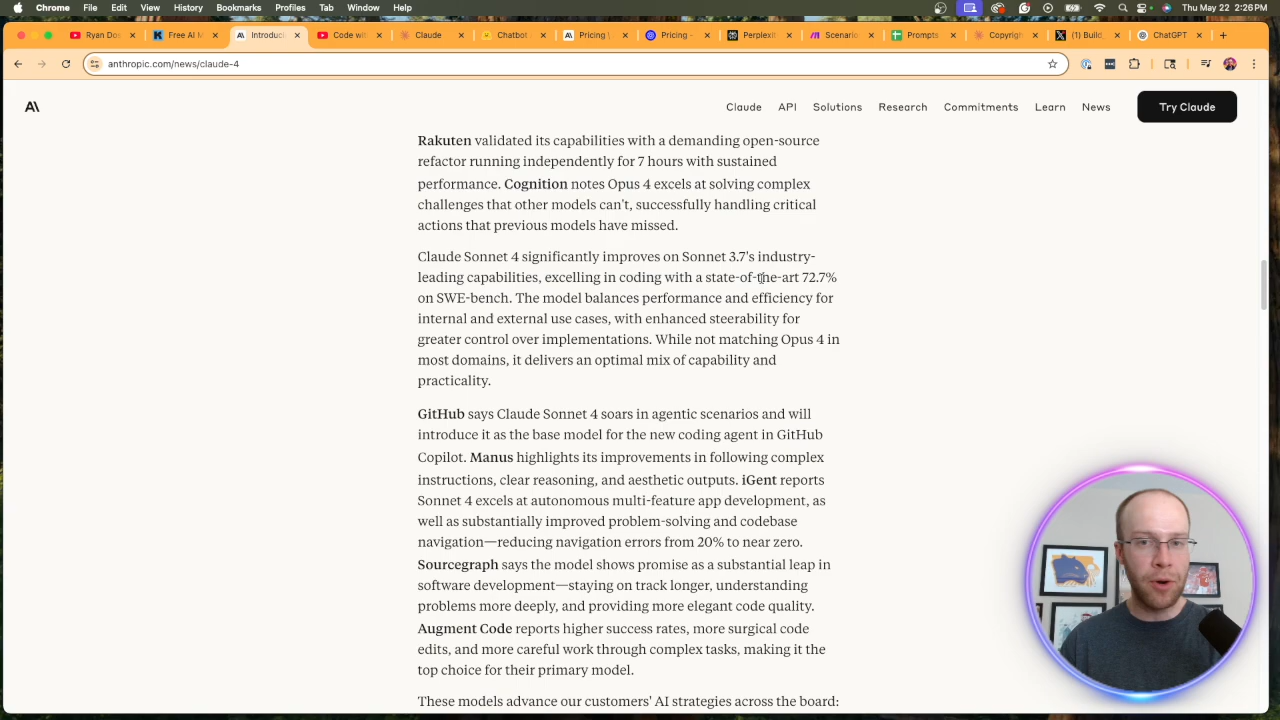 Chrome File Edit View History Bookmarks Profiles Tab Window Help Thu May 22 2:26 PM
Ryan Dos Free AI M Introduci Code with Claude Chatbot Pricing \ Pricing – Perplexit Scenario Prompts Copyrigh (1) Build, ChatGPT
anthropic.com/news/claude-4
A\ Claude API Solutions Research Commitments Learn News Try Claude
Rakuten validated its capabilities with a demanding open-source
refactor running independently for 7 hours with sustained
performance. Cognition notes Opus 4 excels at solving complex
challenges that other models can't, successfully handling critical
actions that previous models have missed.
Claude Sonnet 4 significantly improves on Sonnet 3.7's industry-
leading capabilities, excelling in coding with a state-of-the-art 72.7%
on SWE-bench. The model balances performance and efficiency for
internal and external use cases, with enhanced steerability for
greater control over implementations. While not matching Opus 4 in
most domains, it delivers an optimal mix of capability and
practicality.
GitHub says Claude Sonnet 4 soars in agentic scenarios and will
introduce it as the base model for the new coding agent in GitHub
Copilot. Manus highlights its improvements in following complex
instructions, clear reasoning, and aesthetic outputs. iGent reports
Sonnet 4 excels at autonomous multi-feature app development, as
well as substantially improved problem-solving and codebase
navigation—reducing navigation errors from 20% to near zero.
Sourcegraph says the model shows promise as a substantial leap in
software development—staying on track longer, understanding
problems more deeply, and providing more elegant code quality.
Augment Code reports higher success rates, more surgical code
edits, and more careful work through complex tasks, making it the
top choice for their primary model.
These models advance our customers' AI strategies across the board: